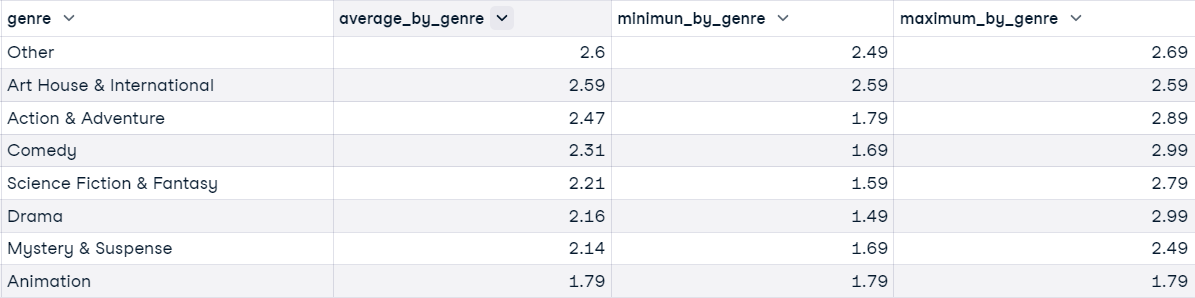 genre average_by_genre minimun_by_genre maximum_by_genre
Other 2.6 2.49 2.69
Art House & International 2.59 2.59 2.59
Action & Adventure 2.47 1.79 2.89
Comedy 2.31 1.69 2.99
Science Fiction & Fantasy 2.21 1.59 2.79
Drama 2.16 1.49 2.99
Mystery & Suspense 2.14 1.69 2.49
Animation 1.79 1.79 1.79